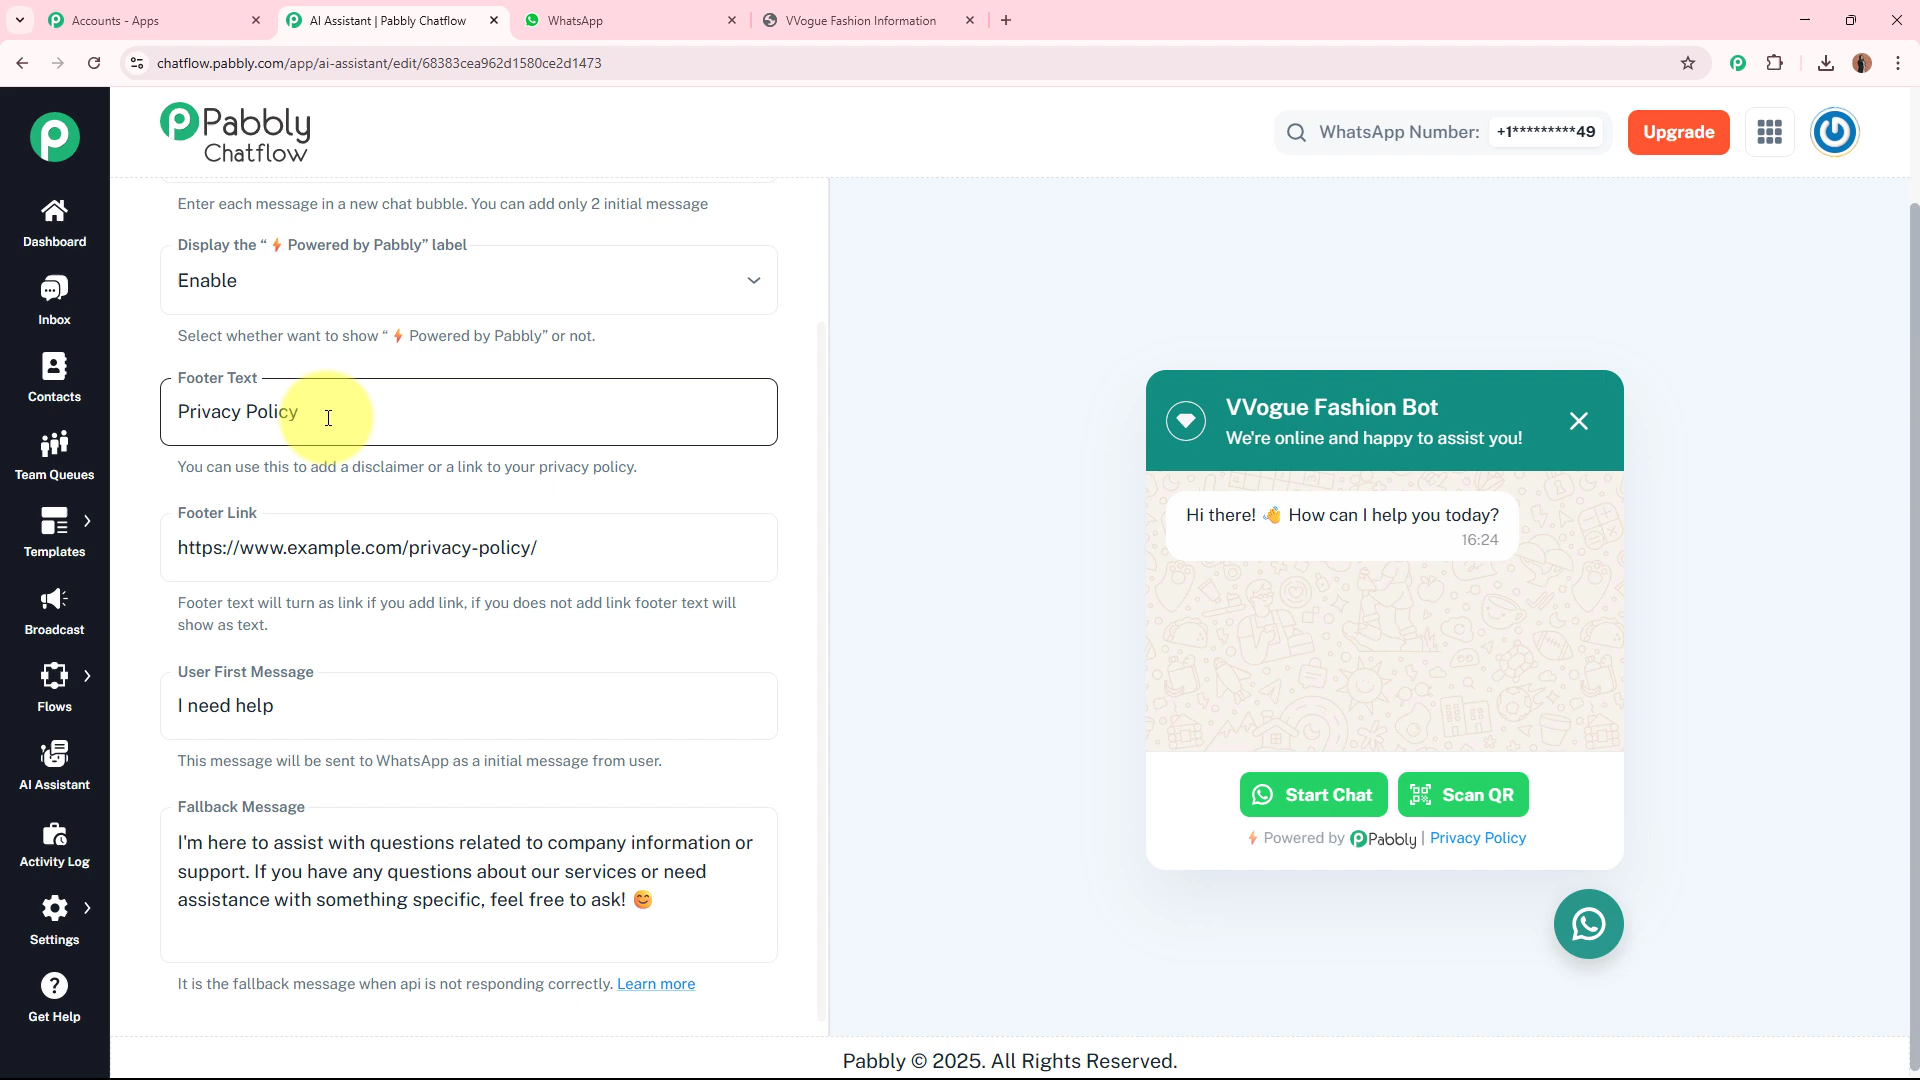 Accounts - Apps
AI Assistant | Pabbly Chatflow
WhatsApp
VVogue Fashion Information
chatflow.pabbly.com/app/ai-assistant/edit/68383cea962d1580ce2d1473
Pabbly
Chatflow
WhatsApp Number: +1*********49
Upgrade
Dashboard
Inbox
Contacts
Team Queues
Templates
Broadcast
Flows
AI Assistant
Activity Log
Settings
Get Help
Enter each message in a new chat bubble. You can add only 2 initial message
Display the “⚡ Powered by Pabbly” label
Enable
Select whether want to show “⚡ Powered by Pabbly” or not.
Footer Text
Privacy Policy
You can use this to add a disclaimer or a link to your privacy policy.
Footer Link
https://www.example.com/privacy-policy/
Footer text will turn as link if you add link, if you does not add link footer text will
show as text.
User First Message
I need help
This message will be sent to WhatsApp as a initial message from user.
Fallback Message
I'm here to assist with questions related to company information or
support. If you have any questions about our services or need
assistance with something specific, feel free to ask! 😊
It is the fallback message when api is not responding correctly. Learn more
VVogue Fashion Bot
We're online and happy to assist you!
Hi there! 👋 How can I help you today?
16:24
Start Chat
Scan QR
⚡ Powered by Pabbly | Privacy Policy
Pabbly © 2025. All Rights Reserved.